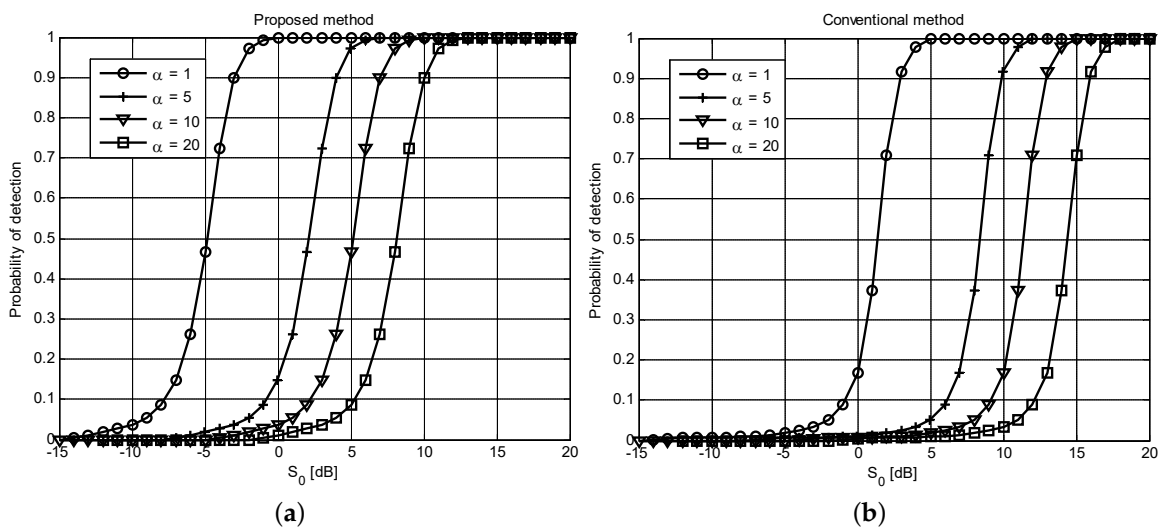 Proposed method
1
0.9
0.8
0.7
0.6
0.5
0.4
0.3
0.2
0.1
0
Probability of detection
α = 1
α = 5
α = 10
α = 20
-15 -10 -5 0 5 10 15 20
S0 [dB]
(a)
Conventional method
1
0.9
0.8
0.7
0.6
0.5
0.4
0.3
0.2
0.1
0
Probability of detection
α = 1
α = 5
α = 10
α = 20
-15 -10 -5 0 5 10 15 20
S0 [dB]
(b)